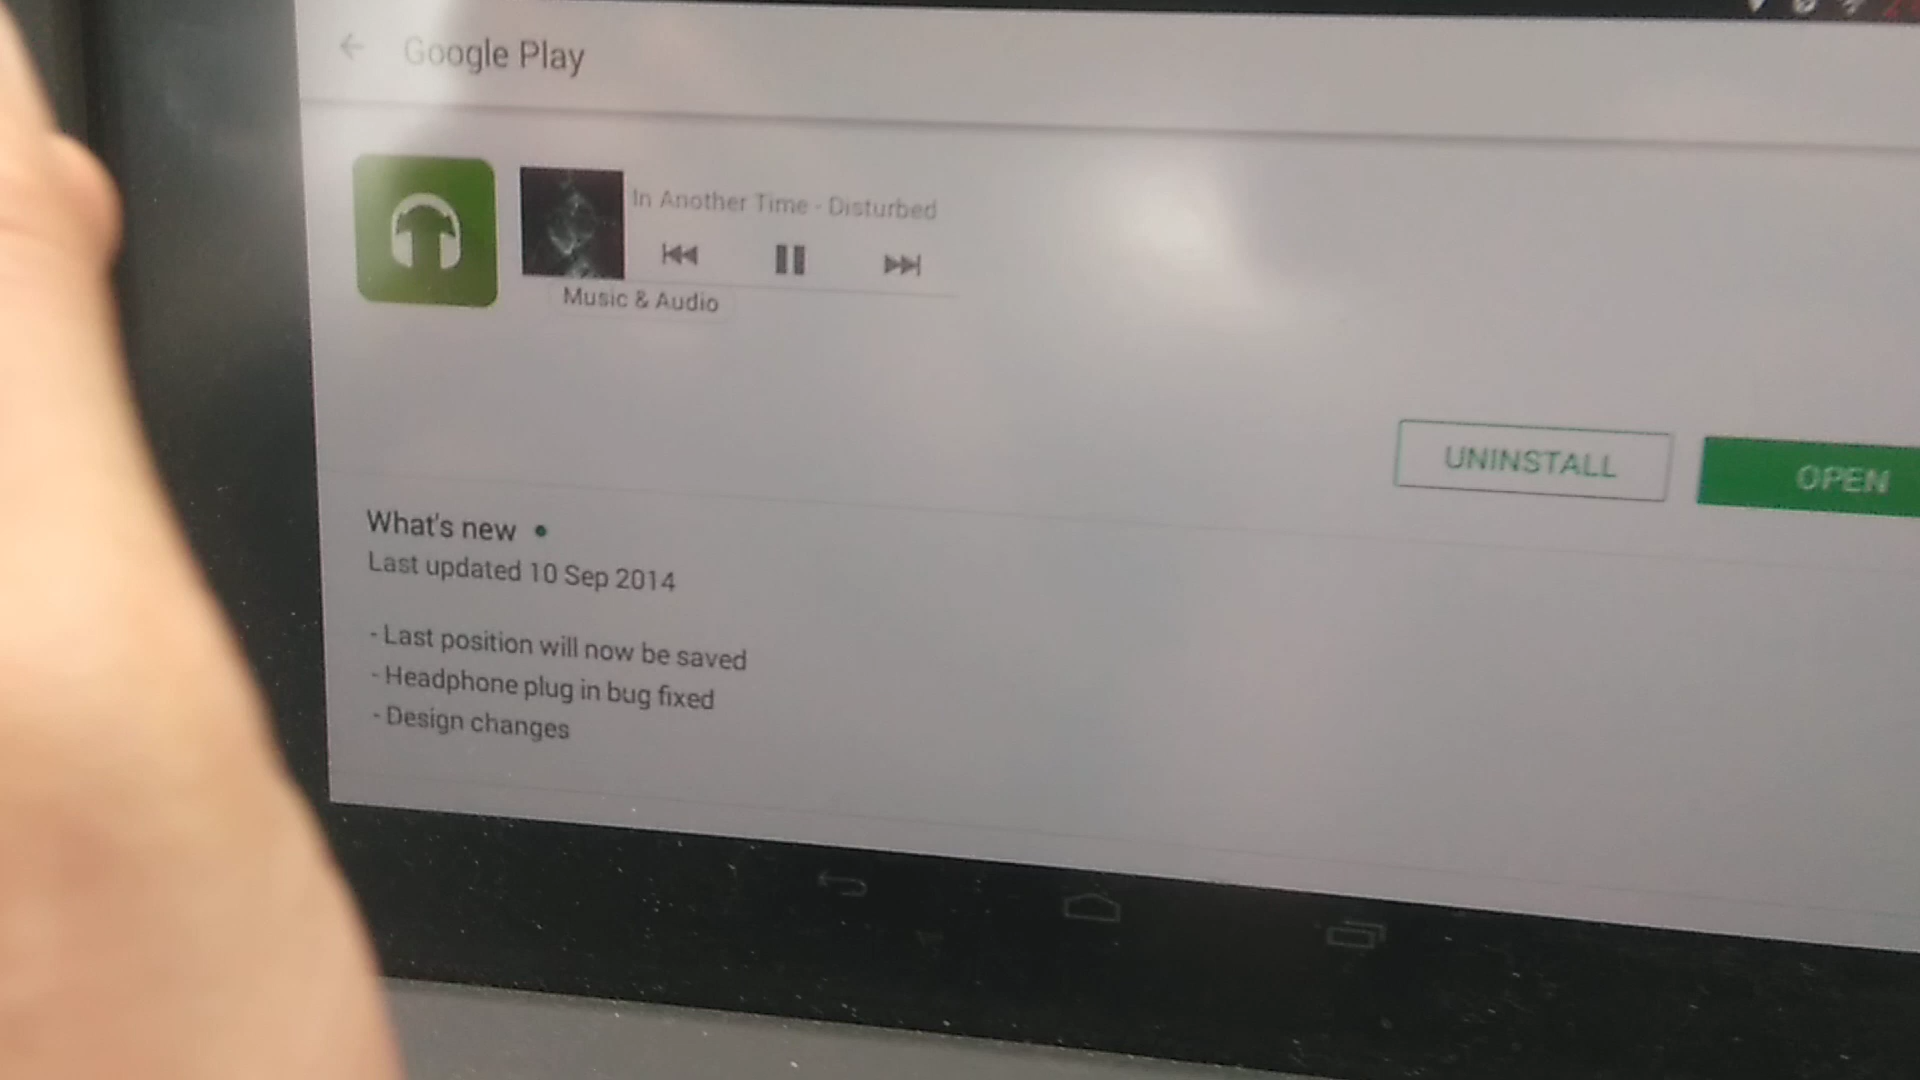 Google Play
In Another Time - Disturbed
Music & Audio
UNINSTALL
OPEN
What's new
Last updated 10 Sep 2014
- Last position will now be saved
- Headphone plug in bug fixed
- Design changes